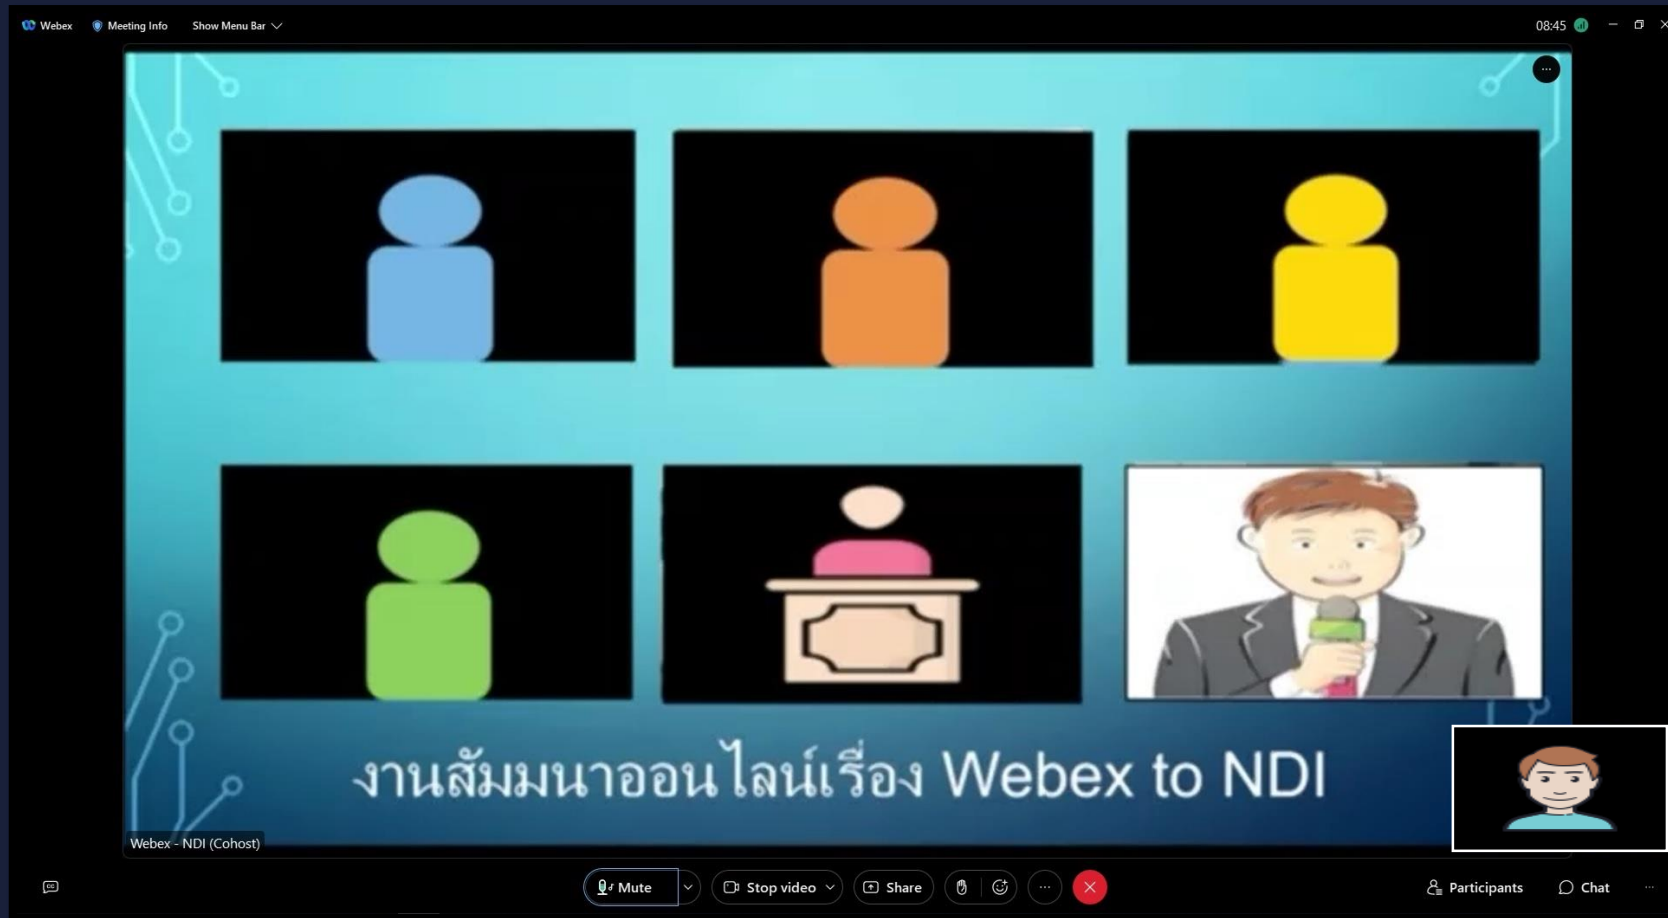 Webex Meeting Info Show Menu Bar 08:45
งานสัมมนาออนไลน์เรื่อง Webex to NDI
Webex - NDI (Cohost)
CC Mute Stop video Share Participants Chat